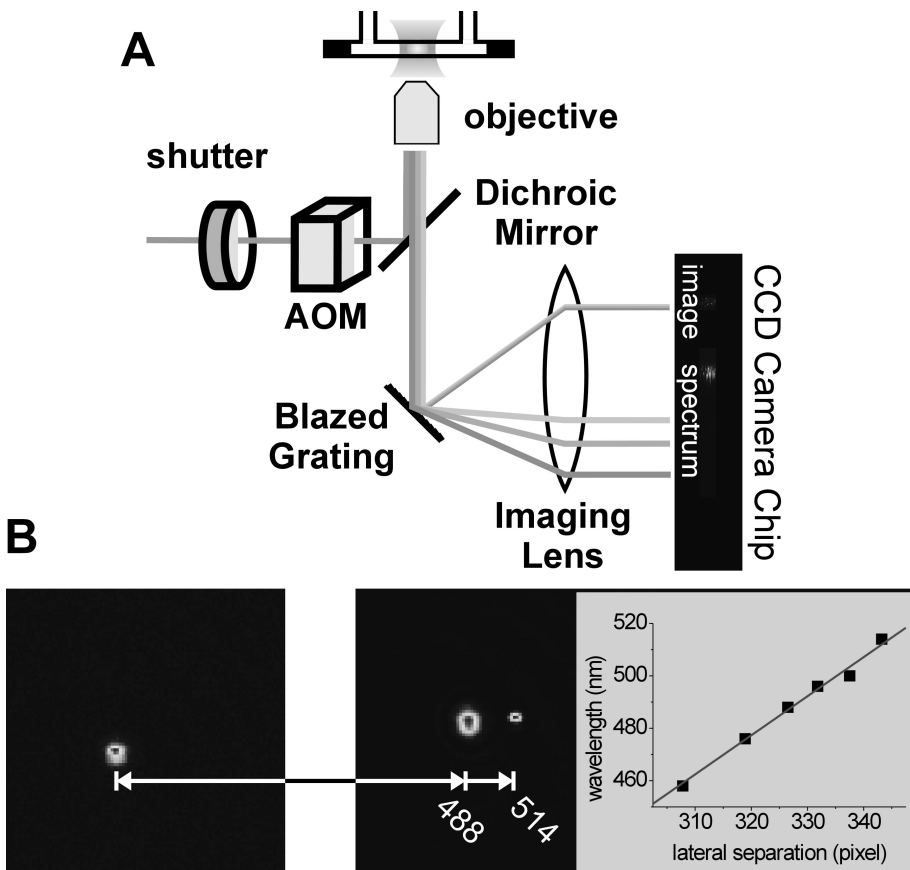 A
objective
shutter
Dichroic
Mirror
AOM
image
spectrum
CCD Camera Chip
Blazed
Grating
Imaging
Lens
B
488
514
520
500
480
460
wavelength (nm)
310
320
330
340
lateral separation (pixel)